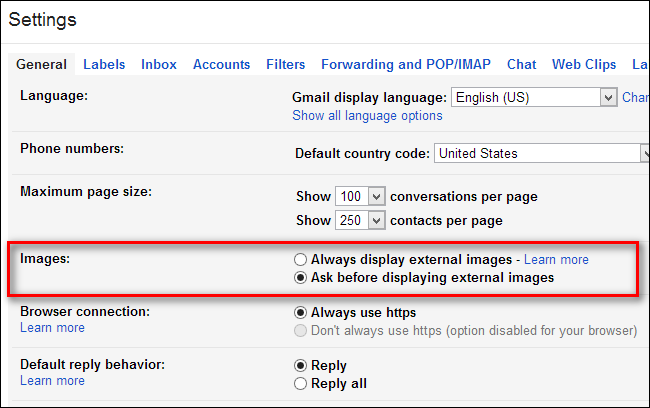 Settings
General Labels Inbox Accounts Filters Forwarding and POP/IMAP Chat Web Clips La
Language: Gmail display language: English (US) Chan
Show all language options
Phone numbers: Default country code: United States
Maximum page size: Show 100 conversations per page
Show 250 contacts per page
Images: Always display external images - Learn more
Ask before displaying external images
Browser connection: Always use https
Learn more Don't always use https (option disabled for your browser)
Default reply behavior: Reply
Learn more Reply all